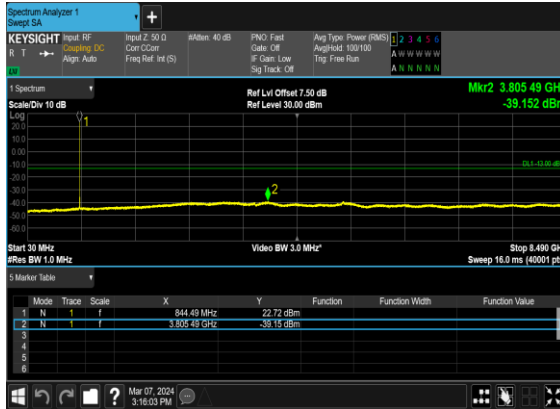 Spectrum Analyzer 1
Swept SA
KEYSIGHT Input: RF Input Z: 50 Ω #Atten: 40 dB PNO: Fast Avg Type: Power (RMS) 1 2 3 4 5 6
R T Coupling: DC Corr CCorr Gate: Off Avg|Hold: 100/100 A W W W W W
Align: Auto Freq Ref: Int (S) IF Gain: Low Trig: Free Run
LU Sig Track: Off A N N N N N
1 Spectrum Ref Lvl Offset 7.50 dB Mkr2 3.805 49 GH
Scale/Div 10 dB Ref Level 30.00 dBm -39.152 dBr
Log
1
20.0
10.0
0.00
-10.0
DL1 -13.00 dB
-20.0
-30.0
2
-40.0
-50.0
-60.0
Start 30 MHz Video BW 3.0 MHz* Stop 8.490 GH
#Res BW 1.0 MHz Sweep 16.0 ms (40001 pt
5 Marker Table
Mode Trace Scale X Y Function Function Width Function Value
1 N 1 f 844.49 MHz 22.72 dBm
2 N 1 f 3.805 49 GHz -39.15 dBm
3
4
5
6
? Mar 07, 2024
3:16:03 PM